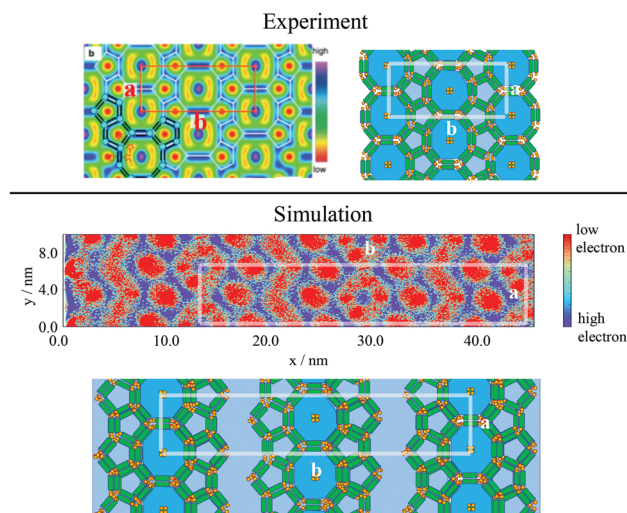 Experiment
b
high
low
a
b
a
b
Simulation
y / nm
8.0
4.0
0.0
b
a
0.0
10.0
20.0
30.0
40.0
x / nm
low
electron
high
electron
a
b